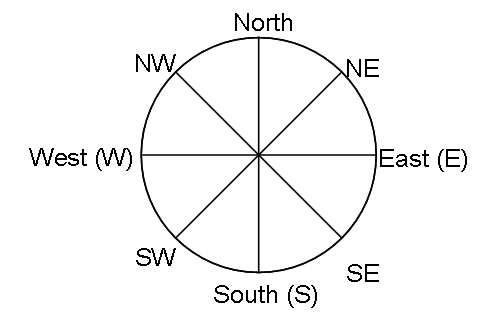 North
NW
NE
West (W)
East (E)
SW
SE
South (S)